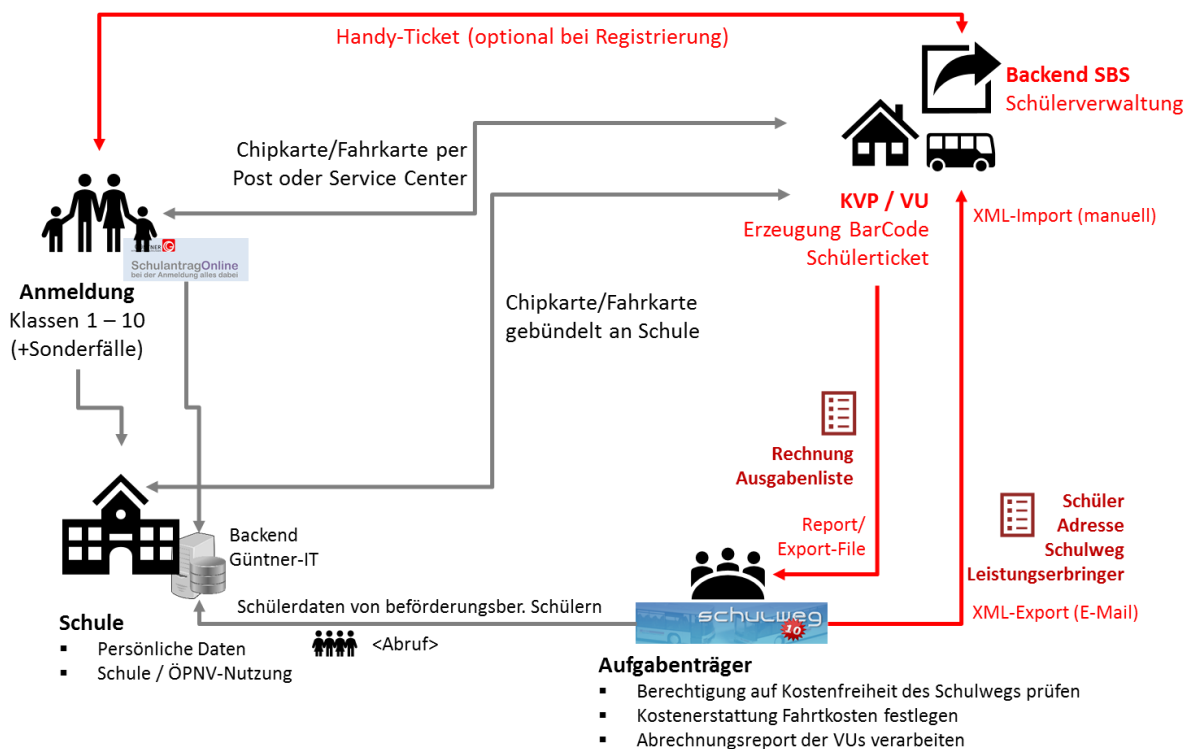 Handy-Ticket (optional bei Registrierung)
Backend SBS
Schülerverwaltung
Chipkarte/Fahrkarte per
Post oder Service Center
KVP / VU
Erzeugung BarCode
Schülerticket
XML-Import (manuell)
SchulantragOnline
bei der Anmeldung alles dabei
Anmeldung
Klassen 1 – 10
(+Sonderfälle)
Chipkarte/Fahrkarte
gebündelt an Schule
Rechnung
Ausgabenliste
Schüler
Adresse
Schulweg
Leistungserbringer
Report/
Export-File
XML-Export (E-Mail)
Backend
Güntner-IT
Schülerdaten von beförderungsber. Schülern
<Abruf>
schulweg
10
Schule
▪ Persönliche Daten
▪ Schule / ÖPNV-Nutzung
Aufgabenträger
▪ Berechtigung auf Kostenfreiheit des Schulwegs prüfen
▪ Kostenerstattung Fahrtkosten festlegen
▪ Abrechnungsreport der VUs verarbeiten